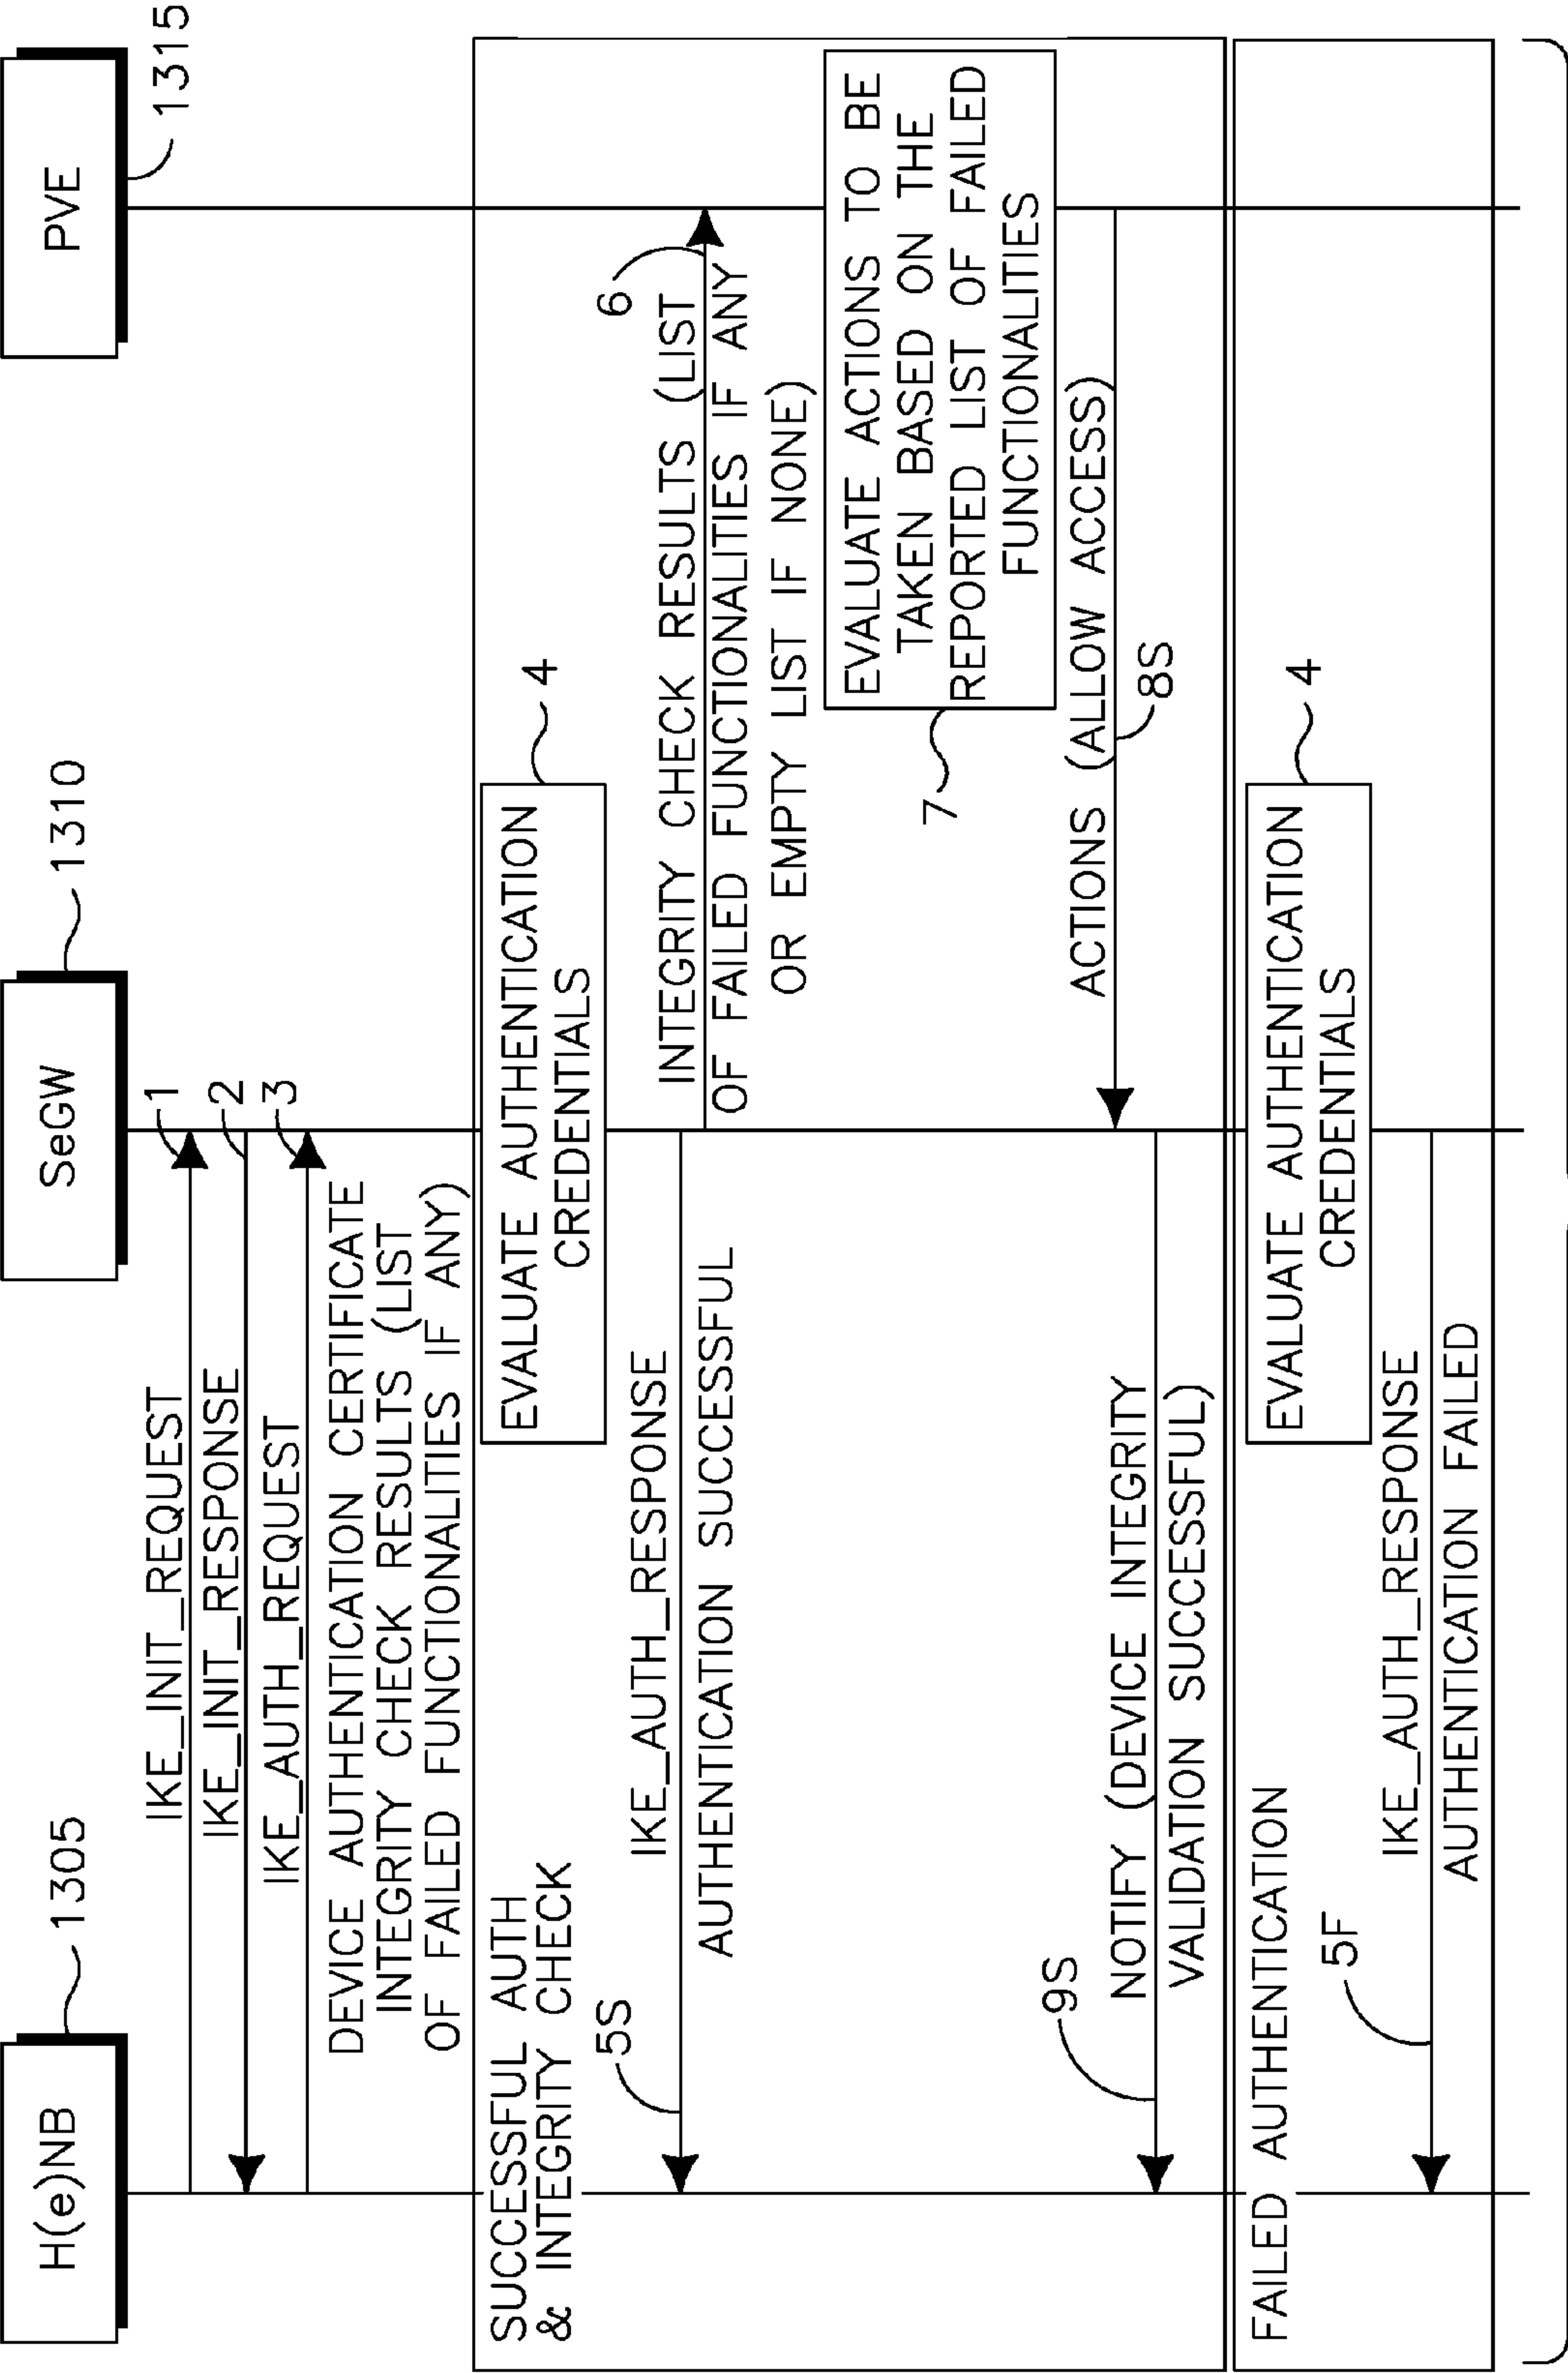 H(e)NB
1305
SeGW
1310
PVE
1315
IKE_INIT_REQUEST
1
IKE_INIT_RESPONSE
2
IKE_AUTH_REQUEST
3
DEVICE AUTHENTICATION CERTIFICATE
INTEGRITY CHECK RESULTS (LIST
OF FAILED FUNCTIONALITIES IF ANY)
SUCCESSFUL AUTH
& INTEGRITY CHECK
EVALUATE AUTHENTICATION
CREDENTIALS
4
5S
IKE_AUTH_RESPONSE
AUTHENTICATION SUCCESSFUL
6
INTEGRITY CHECK RESULTS (LIST
OF FAILED FUNCTIONALITIES IF ANY
OR EMPTY LIST IF NONE)
7
EVALUATE ACTIONS TO BE
TAKEN BASED ON THE
REPORTED LIST OF FAILED
FUNCTIONALITIES
ACTIONS (ALLOW ACCESS)
8S
9S
NOTIFY (DEVICE INTEGRITY
VALIDATION SUCCESSFUL)
FAILED AUTHENTICATION
EVALUATE AUTHENTICATION
CREDENTIALS
4
5F
IKE_AUTH_RESPONSE
AUTHENTICATION FAILED